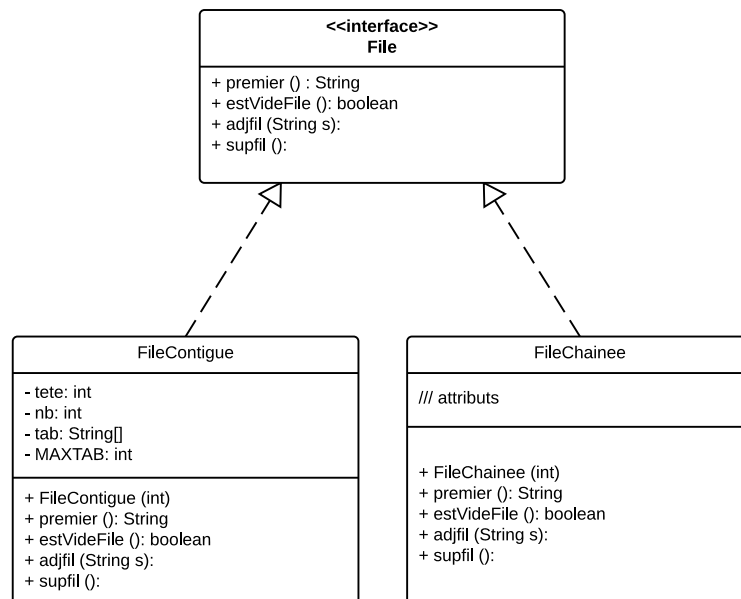 <<interface>>
File
+ premier () : String
+ estVideFile (): boolean
+ adjfil (String s):
+ supfil ():
FileContigue
- tete: int
- nb: int
- tab: String[]
- MAXTAB: int
+ FileContigue (int)
+ premier (): String
+ estVideFile (): boolean
+ adjfil (String s):
+ supfil ():
FileChainee
/// attributs
+ FileChainee (int)
+ premier (): String
+ estVideFile (): boolean
+ adjfil (String s):
+ supfil ():